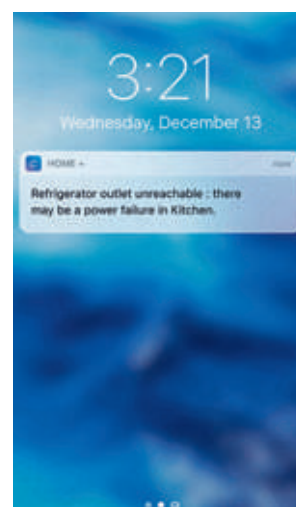 3:21
Wednesday, December 13
HOME +
now
Refrigerator outlet unreachable : there
may be a power failure in Kitchen.